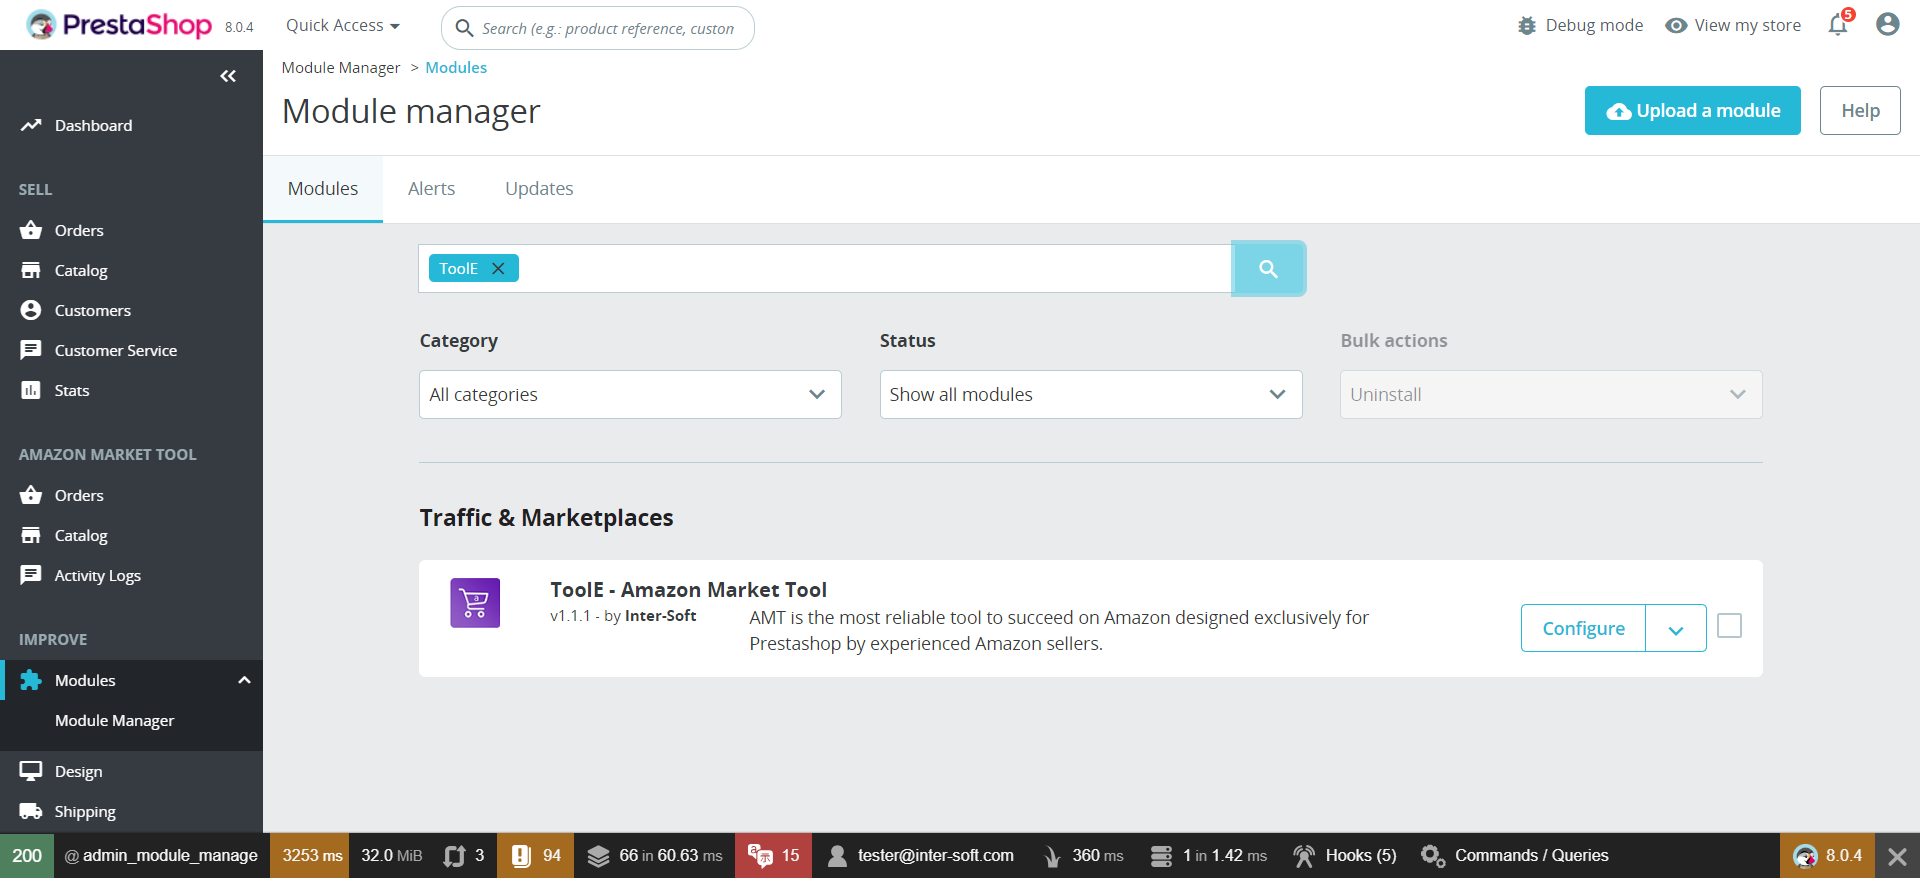 PrestaShop 8.0.4 Quick Access Search (e.g.: product reference, custon Debug mode View my store 5
Module Manager > Modules
Module manager
Upload a module Help
Dashboard
Modules Alerts Updates
SELL
Orders
Catalog
Customers
Customer Service
Stats
ToolE
Category Status Bulk actions
All categories Show all modules Uninstall
AMAZON MARKET TOOL
Orders
Catalog
Activity Logs
Traffic & Marketplaces
ToolE - Amazon Market Tool
v1.1.1 - by Inter-Soft
AMT is the most reliable tool to succeed on Amazon designed exclusively for
Prestashop by experienced Amazon sellers.
Configure
IMPROVE
Modules
Module Manager
Design
Shipping
200 @ admin_module_manage 3253 ms 32.0 MiB 3 94 66 in 60.63 ms 15 tester@inter-soft.com 360 ms 1 in 1.42 ms Hooks (5) Commands / Queries 8.0.4